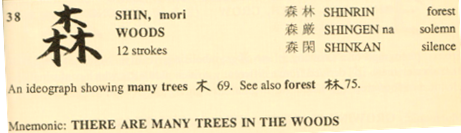 38 森 SHIN, mori
WOODS
12 strokes
森林 SHINRIN forest
森厳 SHINGEN na solemn
森閑 SHINKAN silence
An ideograph showing many trees 木 69. See also forest 林 75.
Mnemonic: THERE ARE MANY TREES IN THE WOODS